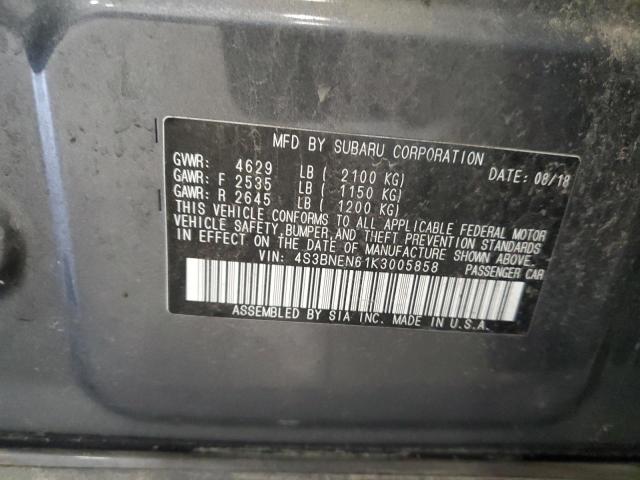 MFD BY SUBARU CORPORATION
GVWR: 4629 LB ( 2100 KG) DATE: 08/18
GAWR: F 2535 LB ( 1150 KG)
GAWR: R 2645 LB ( 1200 KG)
THIS VEHICLE CONFORMS TO ALL APPLICABLE FEDERAL MOTOR
VEHICLE SAFETY, BUMPER, AND THEFT PREVENTION STANDARDS
IN EFFECT ON THE DATE OF MANUFACTURE SHOWN ABOVE.
VIN: 4S3BNEN61K3005858 PASSENGER CAR
ASSEMBLED BY SIA INC. MADE IN U.S.A.